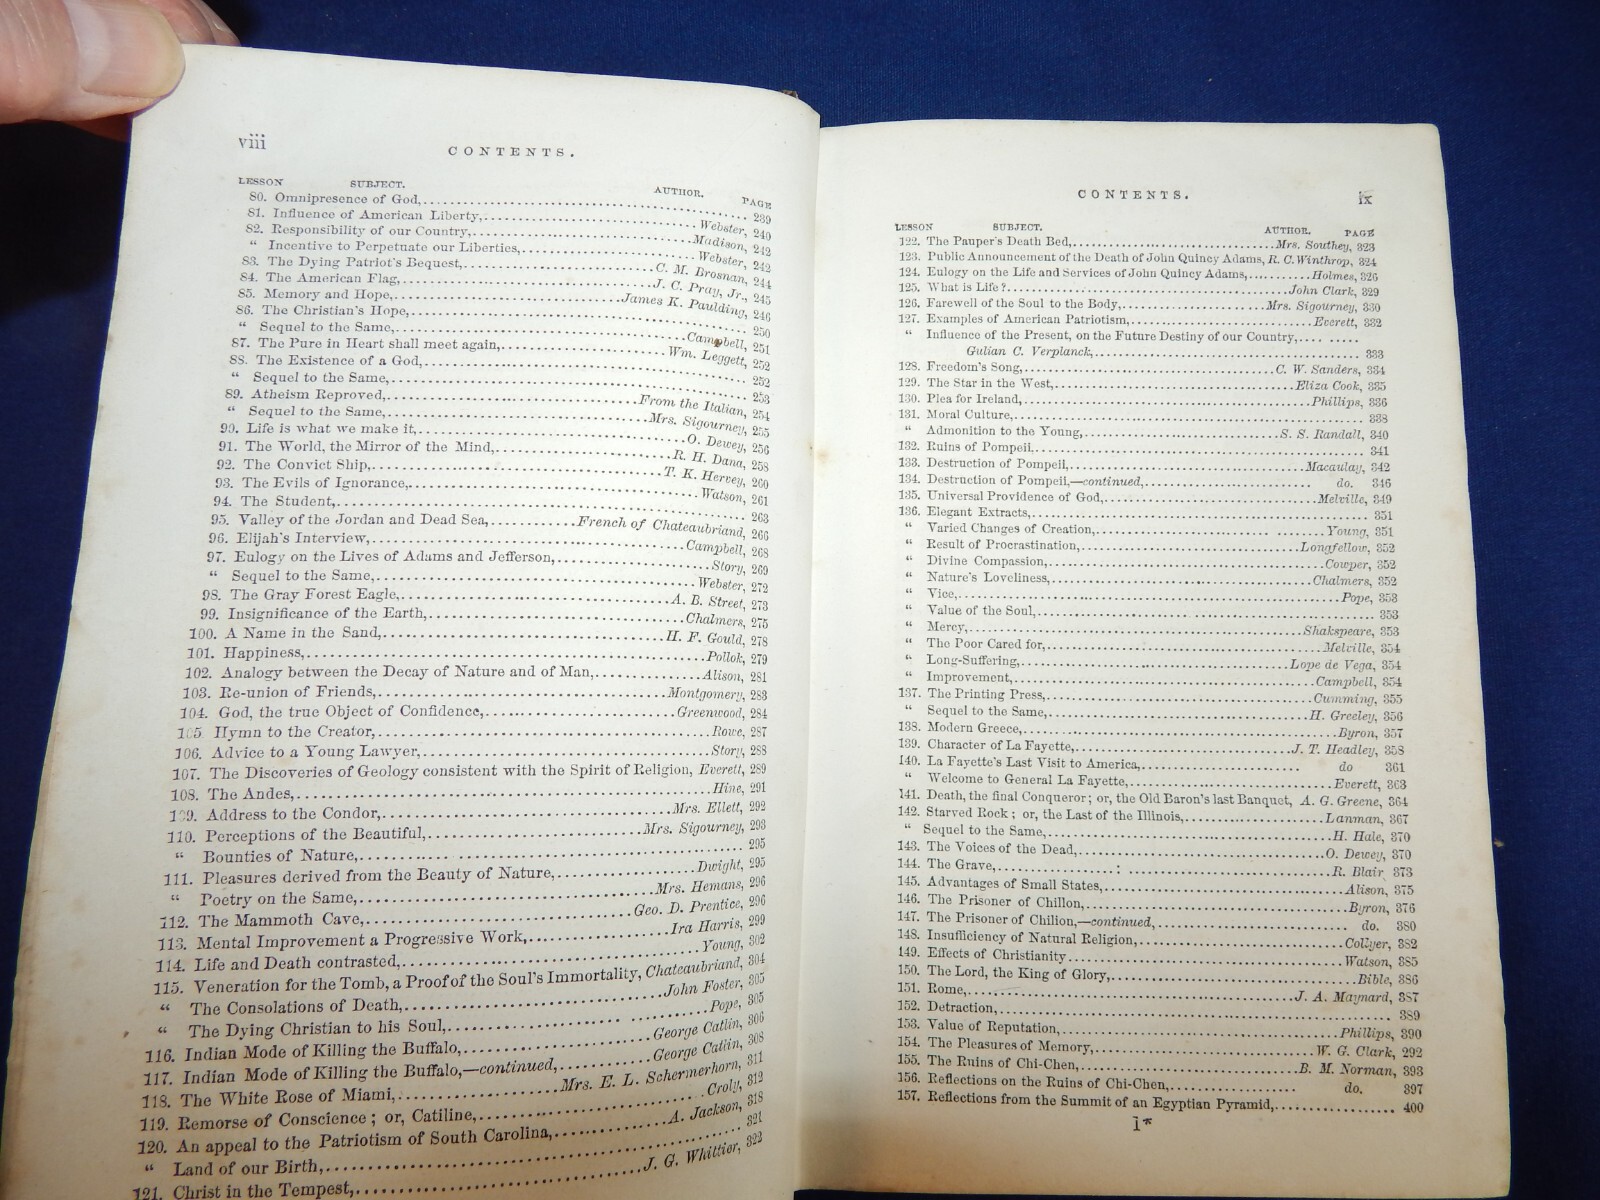 viii
CONTENTS.
LESSON SUBJECT. AUTHOR. PAGE
80. Omnipresence of God, 239
81. Influence of American Liberty, Webster, 240
82. Responsibility of our Country, Madison, 242
“ Incentive to Perpetuate our Liberties, Webster, 242
83. The Dying Patriot's Bequest, C. M. Brosnan, 244
84. The American Flag, J. C. Pray, Jr., 245
85. Memory and Hope, James K. Paulding, 246
86. The Christian's Hope, 250
“ Sequel to the Same, Campbell, 251
87. The Pure in Heart shall meet again, Wm. Leggett, 252
88. The Existence of a God, 252
“ Sequel to the Same, 253
89. Atheism Reproved, From the Italian, 254
“ Sequel to the Same, Mrs. Sigourney, 255
90. Life is what we make it, O. Dewey, 256
91. The World, the Mirror of the Mind, R. H. Dana, 258
92. The Convict Ship, T. K. Hervey, 260
93. The Evils of Ignorance, Watson, 261
94. The Student, 263
95. Valley of the Jordan and Dead Sea, French of Chateaubriand, 266
96. Elijah's Interview, Campbell, 268
97. Eulogy on the Lives of Adams and Jefferson, Story, 269
“ Sequel to the Same, Webster, 272
98. The Gray Forest Eagle, A. B. Street, 273
99. Insignificance of the Earth, Chalmers, 275
100. A Name in the Sand, H. F. Gould, 278
101. Happiness, Pollok, 279
102. Analogy between the Decay of Nature and of Man, Alison, 281
103. Re-union of Friends, Montgomery, 283
104. God, the true Object of Confidence, Greenwood, 284
105 Hymn to the Creator, Rowe, 287
106. Advice to a Young Lawyer, Story, 288
107. The Discoveries of Geology consistent with the Spirit of Religion, Everett, 289
108. The Andes, Hine, 291
109. Address to the Condor, Mrs. Ellett, 292
110. Perceptions of the Beautiful, Mrs. Sigourney, 293
“ Bounties of Nature, 295
111. Pleasures derived from the Beauty of Nature, Dwight, 295
“ Poetry on the Same, Mrs. Hemans, 296
112. The Mammoth Cave, Geo. D. Prentice, 296
113. Mental Improvement a Progressive Work, Ira Harris, 299
114. Life and Death contrasted, Young, 302
115. Veneration for the Tomb, a Proof of the Soul's Immortality, Chateaubriand, 304
“ The Consolations of Death, John Foster, 305
“ The Dying Christian to his Soul, Pope, 305
116. Indian Mode of Killing the Buffalo, George Catlin, 306
117. Indian Mode of Killing the Buffalo,—continued, George Catlin, 308
118. The White Rose of Miami, Mrs. E. L. Schermerhorn, 311
119. Remorse of Conscience; or, Catiline, Croly, 312
120. An appeal to the Patriotism of South Carolina, A. Jackson, 318
“ Land of our Birth, 321
121. Christ in the Tempest, J. G. Whittier, 322
CONTENTS. ix
LESSON SUBJECT. AUTHOR. PAGE
122. The Pauper's Death Bed, Mrs. Southey, 323
123. Public Announcement of the Death of John Quincy Adams, R. C. Winthrop, 324
124. Eulogy on the Life and Services of John Quincy Adams, Holmes, 326
125. What is Life? John Clark, 329
126. Farewell of the Soul to the Body, Mrs. Sigourney, 330
127. Examples of American Patriotism, Everett, 332
“ Influence of the Present, on the Future Destiny of our Country,
Gulian C. Verplanck, 333
128. Freedom's Song, C. W. Sanders, 334
129. The Star in the West, Eliza Cook, 335
130. Plea for Ireland, Phillips, 336
131. Moral Culture, 338
“ Admonition to the Young, S. S. Randall, 340
132. Ruins of Pompeii, 341
133. Destruction of Pompeii, Macaulay, 342
134. Destruction of Pompeii,—continued, do. 346
135. Universal Providence of God, Melville, 349
136. Elegant Extracts, 351
“ Varied Changes of Creation, Young, 351
“ Result of Procrastination, Longfellow, 352
“ Divine Compassion, Cowper, 352
“ Nature's Loveliness, Chalmers, 352
“ Vice, Pope, 353
“ Value of the Soul, 353
“ Mercy, Shakspeare, 353
“ The Poor Cared for, Melville, 354
“ Long-Suffering, Lope de Vega, 354
“ Improvement, Campbell, 354
137. The Printing Press, Cumming, 355
“ Sequel to the Same, H. Greeley, 356
138. Modern Greece, Byron, 357
139. Character of La Fayette, J. T. Headley, 358
140. La Fayette's Last Visit to America, do 361
“ Welcome to General La Fayette, Everett, 363
141. Death, the final Conqueror; or, the Old Baron's last Banquet, A. G. Greene, 364
142. Starved Rock; or, the Last of the Illinois, Lanman, 367
“ Sequel to the Same, H. Hale, 370
143. The Voices of the Dead, O. Dewey, 370
144. The Grave, R. Blair, 373
145. Advantages of Small States, Alison, 375
146. The Prisoner of Chillon, Byron, 376
147. The Prisoner of Chilion,—continued, do. 380
148. Insufficiency of Natural Religion, Collyer, 382
149. Effects of Christianity Watson, 385
150. The Lord, the King of Glory, Bible, 386
151. Rome, J. A. Maynard, 387
152. Detraction, 389
153. Value of Reputation, Phillips, 390
154. The Pleasures of Memory, W. G. Clark, 292
155. The Ruins of Chi-Chen, B. M. Norman, 393
156. Reflections on the Ruins of Chi-Chen, do. 397
157. Reflections from the Summit of an Egyptian Pyramid, 400
1*